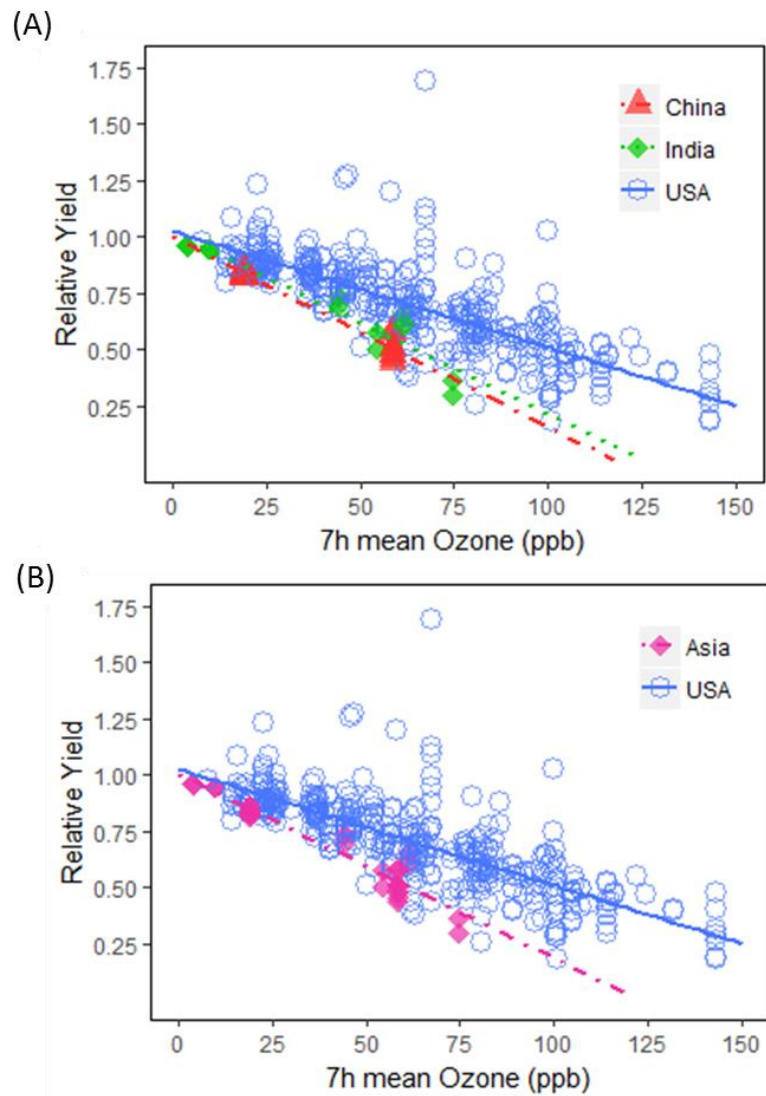 (A)
1.75
1.50
1.25
1.00
0.75
0.50
0.25
Relative Yield
China
India
USA
0 25 50 75 100 125 150
7h mean Ozone (ppb)
(B)
1.75
1.50
1.25
1.00
0.75
0.50
0.25
Relative Yield
Asia
USA
0 25 50 75 100 125 150
7h mean Ozone (ppb)